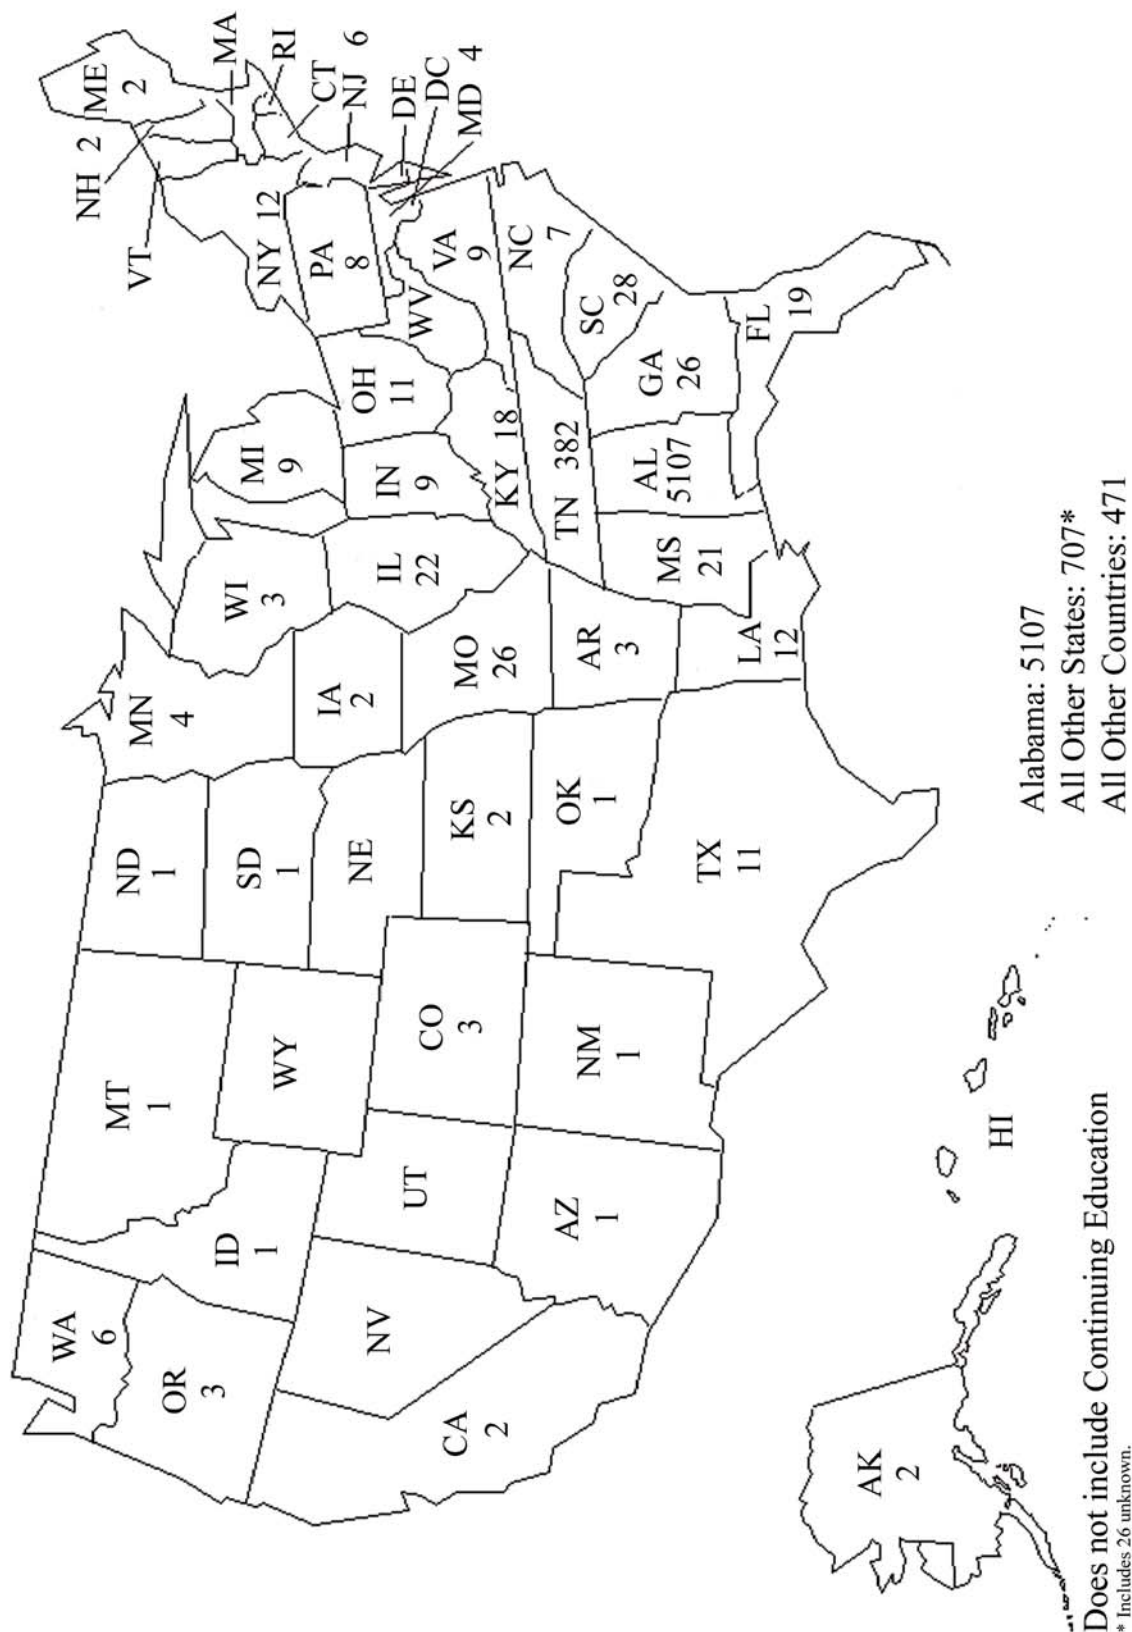 WA
6
OR
3
CA
2
NV
ID
1
MT
1
WY
UT
AZ
1
CO
3
NM
1
ND
1
SD
1
NE
KS
2
OK
1
TX
11
MN
4
IA
2
MO
26
AR
3
LA
12
WI
3
IL
22
MS
21
MI
9
IN
9
KY 18
TN 382
AL
5107
OH
11
GA
26
FL
19
SC
28
NC
7
VA
9
WV
PA
8
NY 12
VT
NH 2
ME
2
MA
RI
CT
NJ 6
DE
DC
MD 4
AK
2
HI
Alabama: 5107
All Other States: 707*
All Other Countries: 471
Does not include Continuing Education
* Includes 26 unknown.